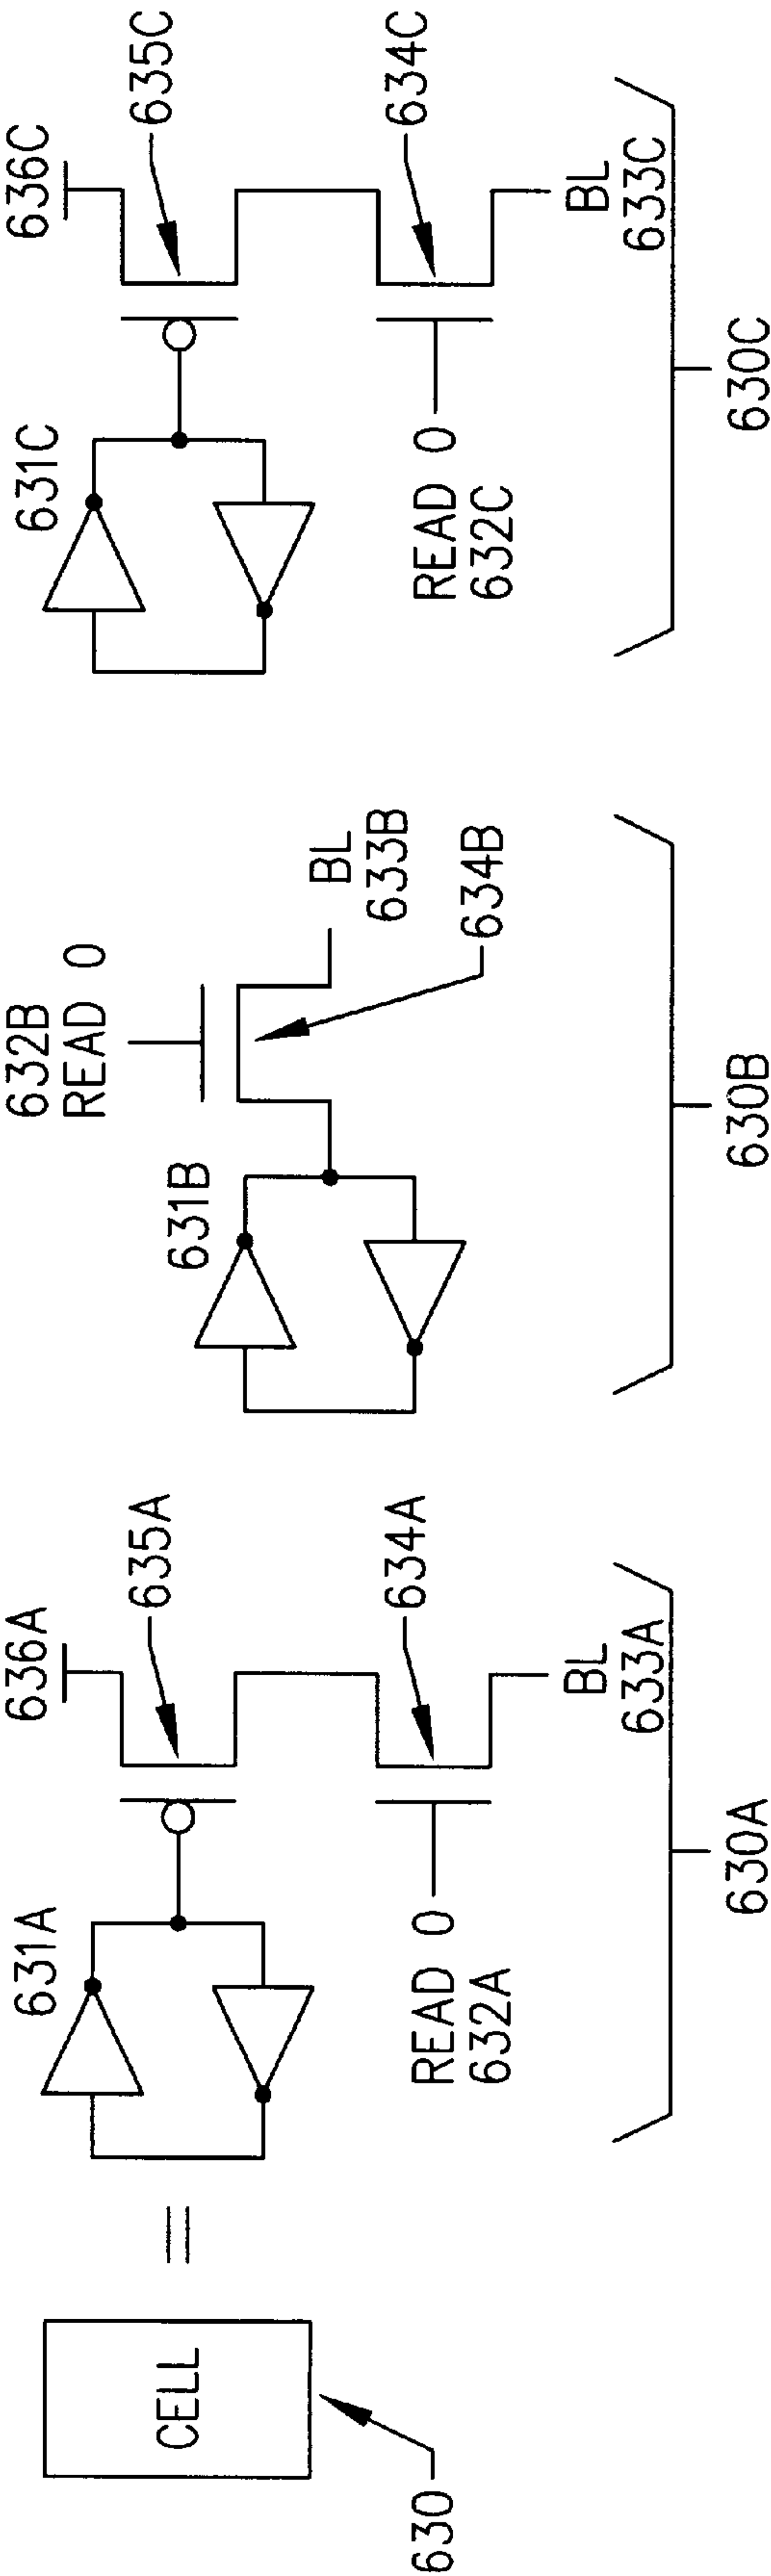 CELL
630
=
631A
636A
635A
634A
READ 0
632A
BL
633A
630A
632B
READ 0
631B
BL
633B
634B
630B
631C
636C
635C
634C
READ 0
632C
BL
633C
630C